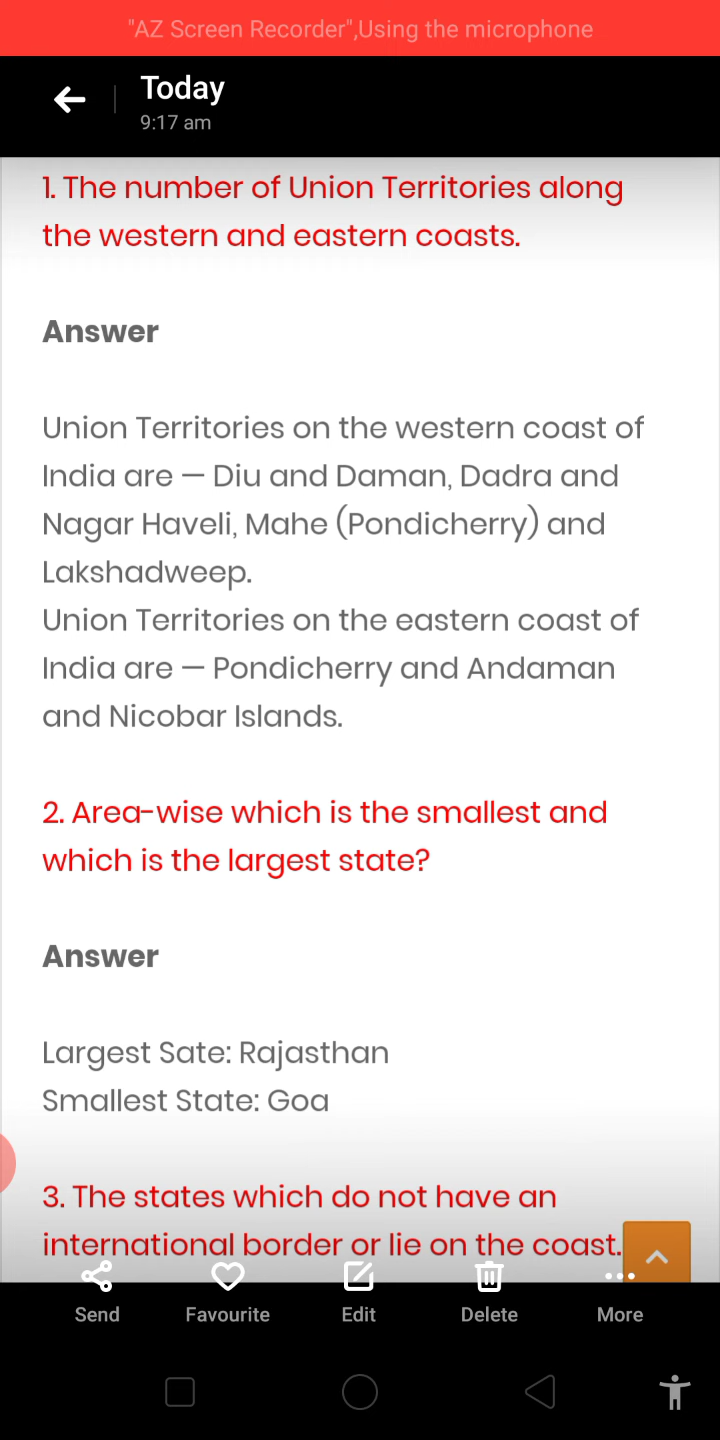 "AZ Screen Recorder",Using the microphone
Today
9:17 am
1. The number of Union Territories along
the western and eastern coasts.
Answer
Union Territories on the western coast of
India are — Diu and Daman, Dadra and
Nagar Haveli, Mahe (Pondicherry) and
Lakshadweep.
Union Territories on the eastern coast of
India are — Pondicherry and Andaman
and Nicobar Islands.
2. Area-wise which is the smallest and
which is the largest state?
Answer
Largest Sate: Rajasthan
Smallest State: Goa
3. The states which do not have an
international border or lie on the coast.
Send Favourite Edit Delete More